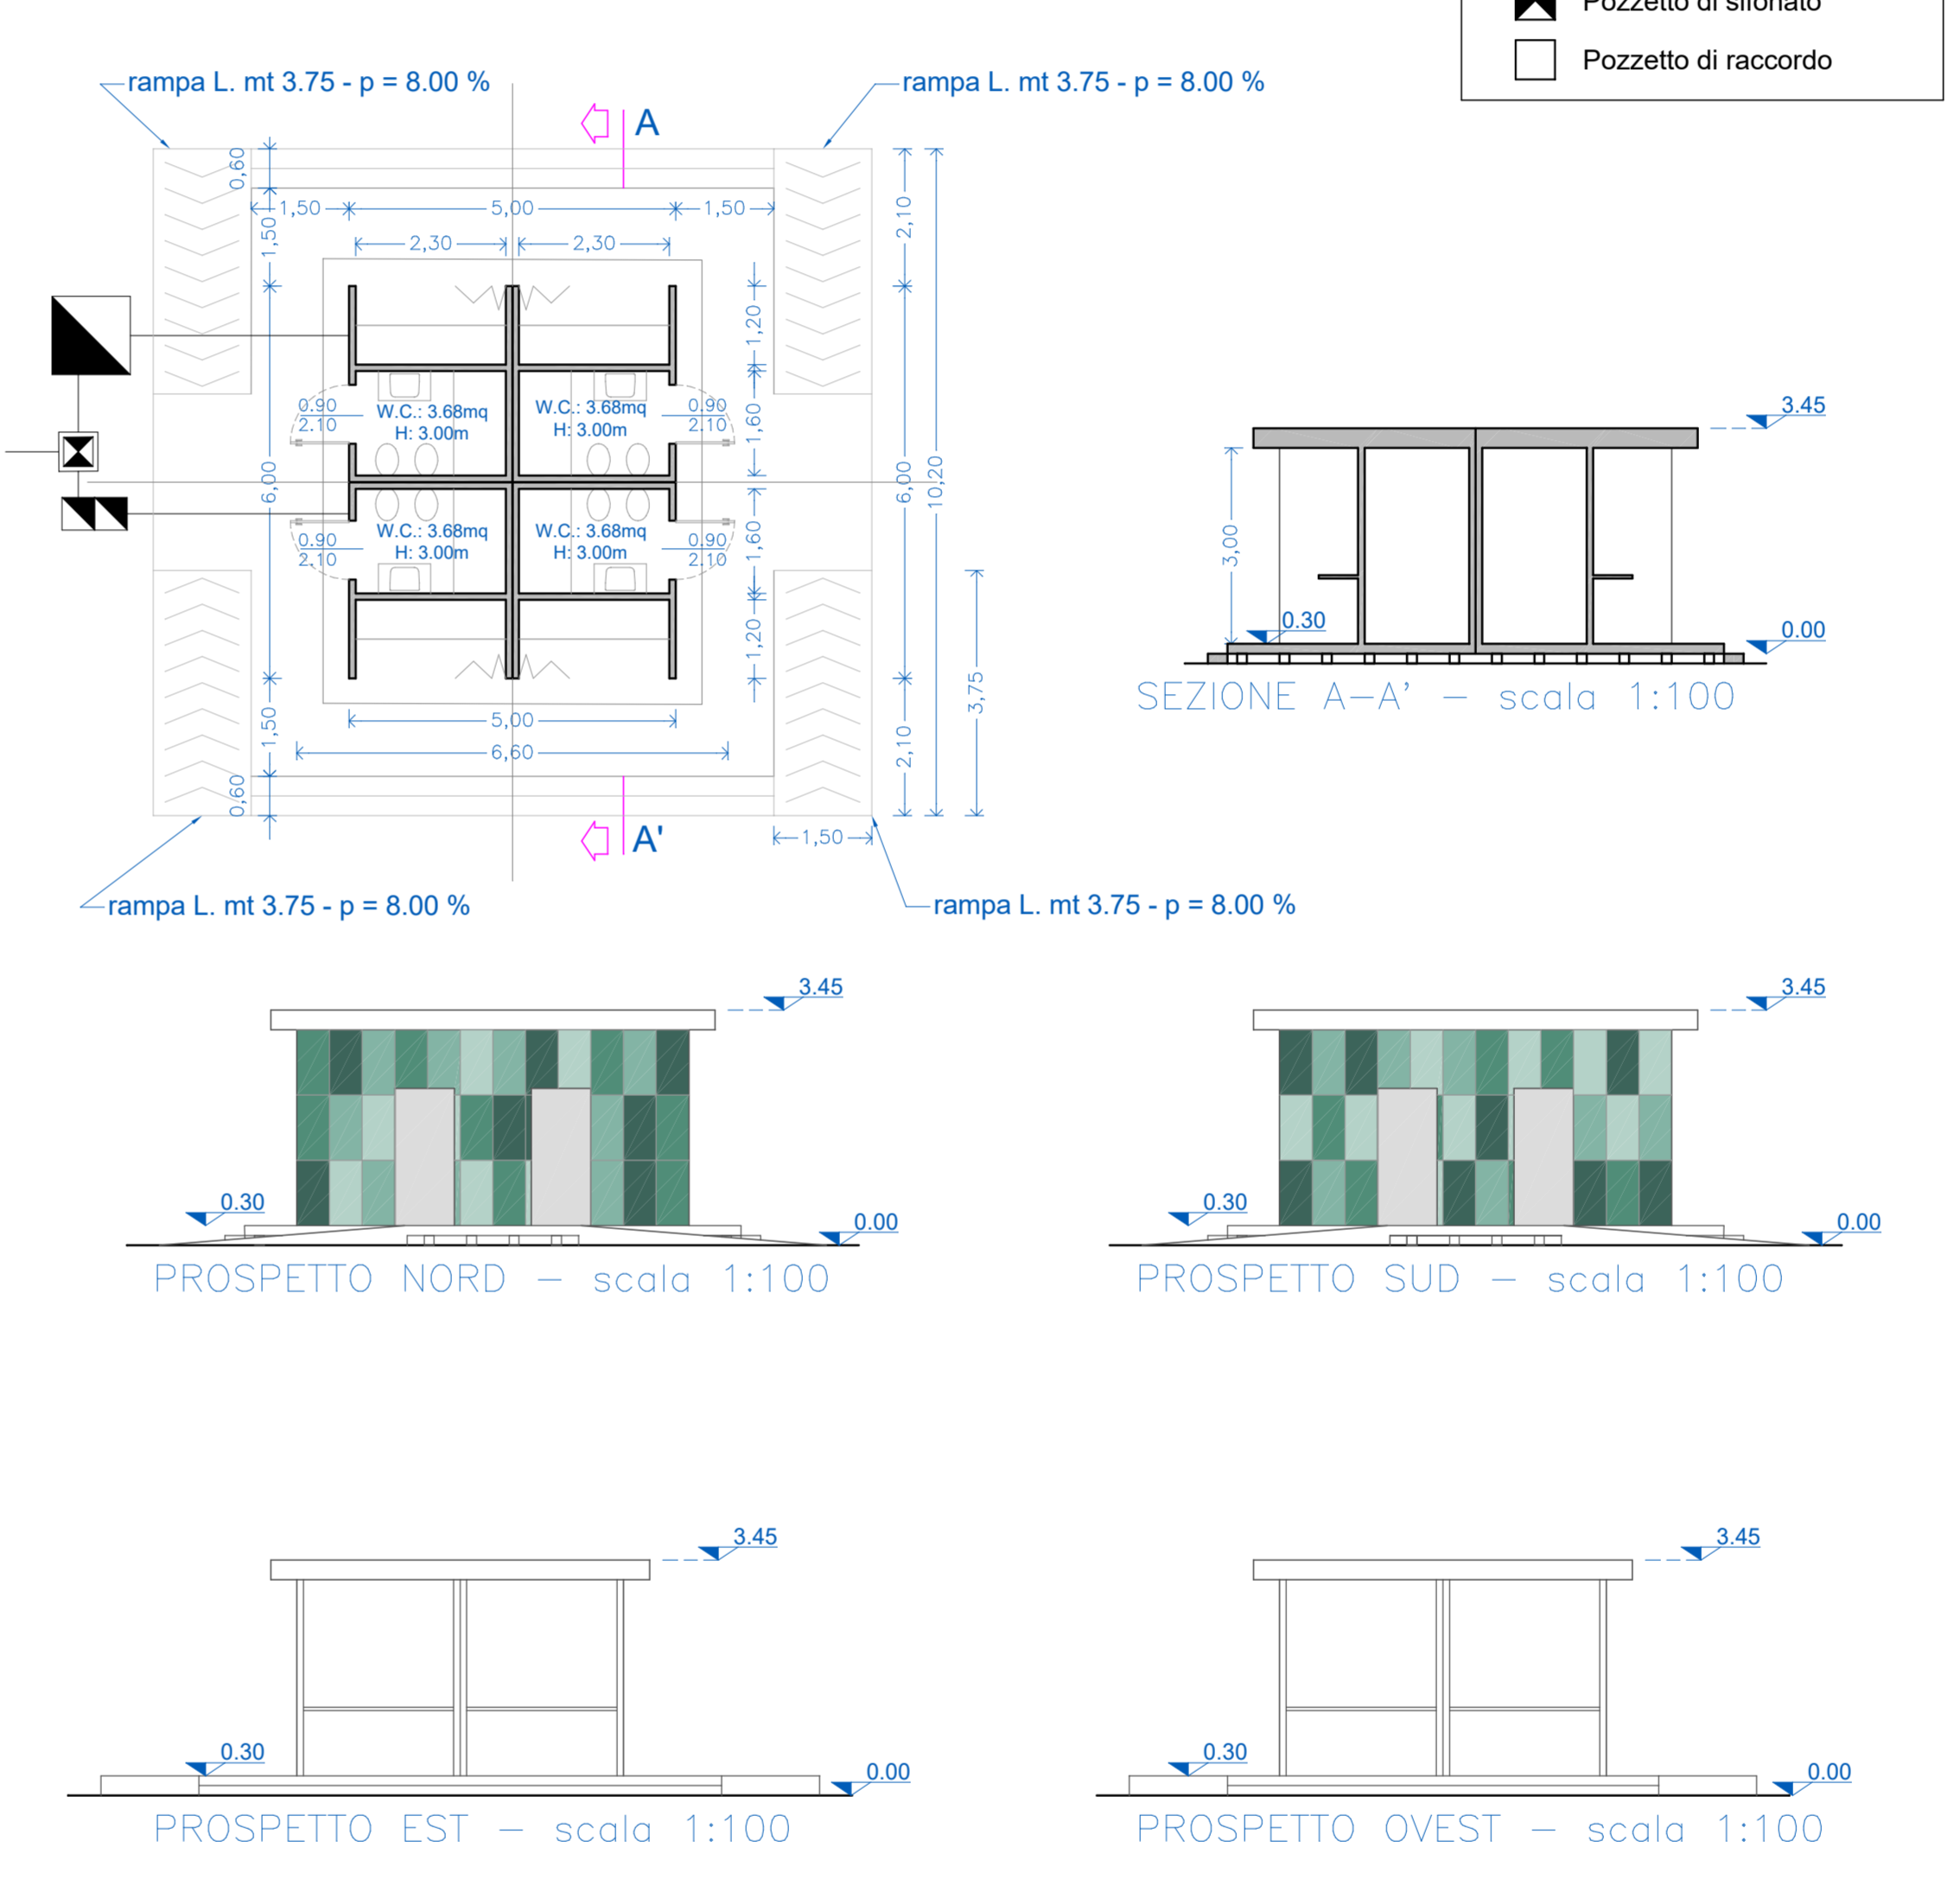 Pozzetto di sifonato
Pozzetto di raccordo
rampa L. mt 3.75 - p = 8.00 %
rampa L. mt 3.75 - p = 8.00 %
A
0,60
1,50
5,00
1,50
2,10
1,50
2,30
2,30
1,20
3.45
0.90
2.10
W.C.: 3.68mq
H: 3.00m
W.C.: 3.68mq
H: 3.00m
0.90
2.10
1,60
6,00
6,00
10,20
0.90
2.10
W.C.: 3.68mq
H: 3.00m
W.C.: 3.68mq
H: 3.00m
0.90
2.10
1,60
3,00
1,20
0.30
0.00
3,75
SEZIONE A-A' - scala 1:100
1,50
5,00
6,60
2,10
0,60
A'
1,50
rampa L. mt 3.75 - p = 8.00 %
rampa L. mt 3.75 - p = 8.00 %
3.45
0.30
0.00
PROSPETTO NORD - scala 1:100
3.45
0.30
0.00
PROSPETTO SUD - scala 1:100
3.45
0.30
0.00
PROSPETTO EST - scala 1:100
3.45
0.30
0.00
PROSPETTO OVEST - scala 1:100